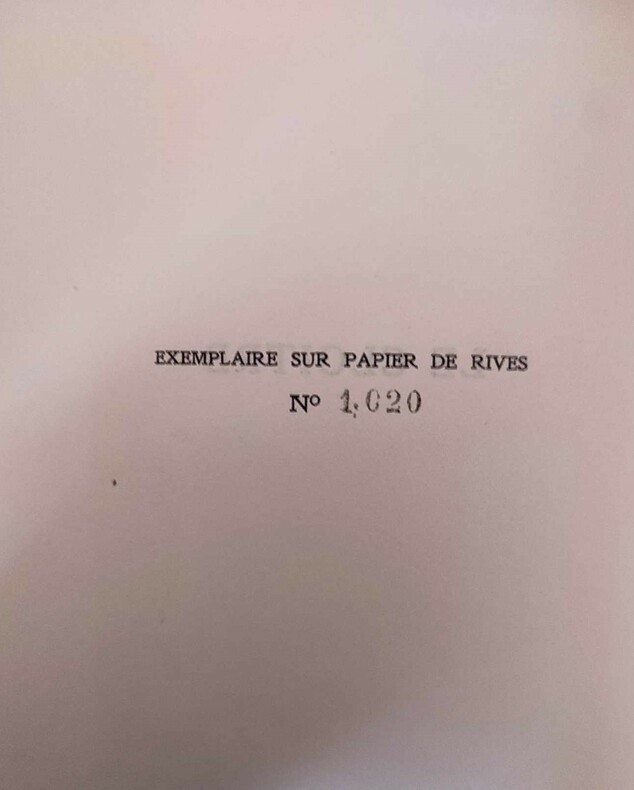 EXEMPLAIRE SUR PAPIER DE RIVES
Nº 1,020